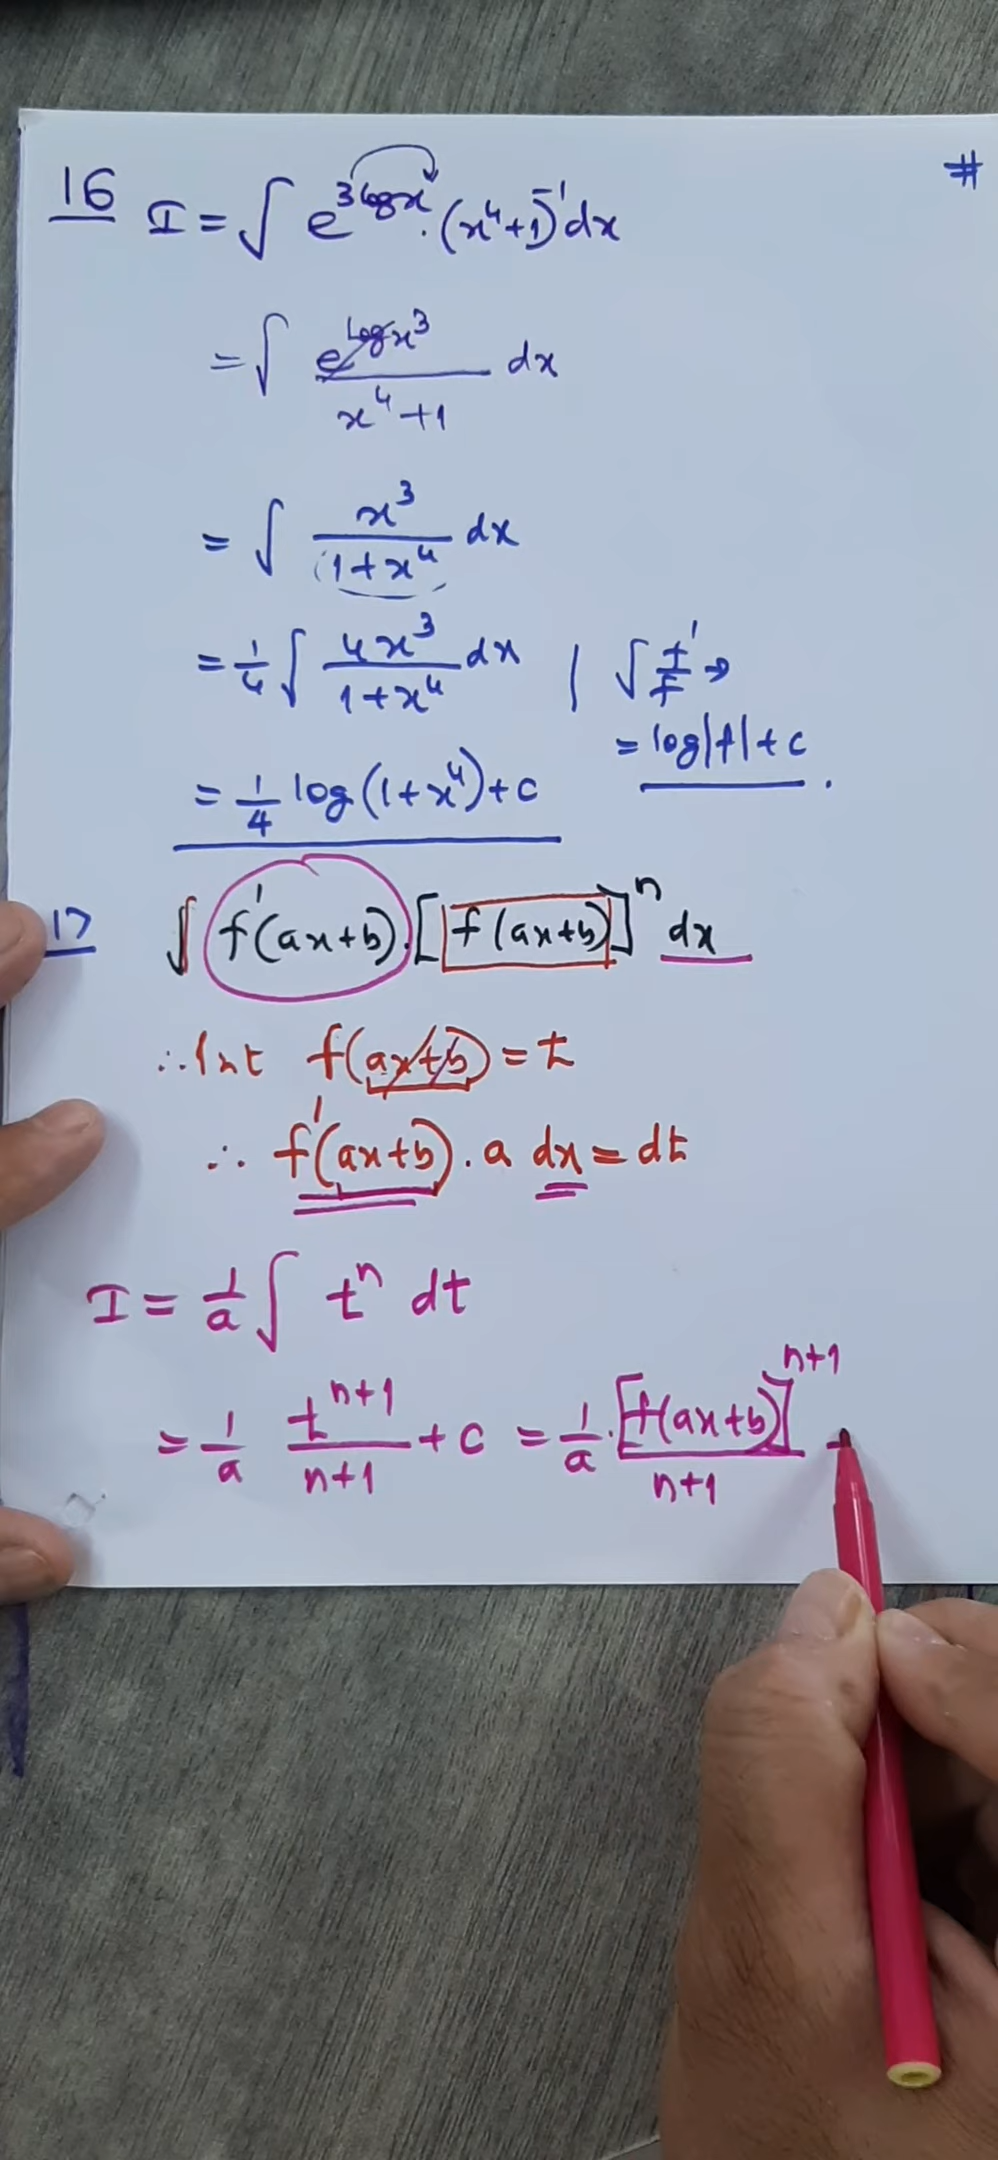 16 I = ∫ e^{3 log x} . (x⁴+1)⁻¹ dx
= ∫ e^{log x³} / (x⁴+1) dx
= ∫ x³ / (1+x⁴) dx
= 1/4 ∫ 4x³ / (1+x⁴) dx | ∫ f'/f →
= log|f| + c .
= 1/4 log(1+x⁴) + c
17 ∫ f'(ax+b) . [f(ax+b)]ⁿ dx
f(ax+b) = t
∴ f'(ax+b) . a dx = dt
I = 1/a ∫ tⁿ dt
= 1/a t^{n+1} / (n+1) + c = 1/a . [f(ax+b)]^{n+1} / (n+1)
#